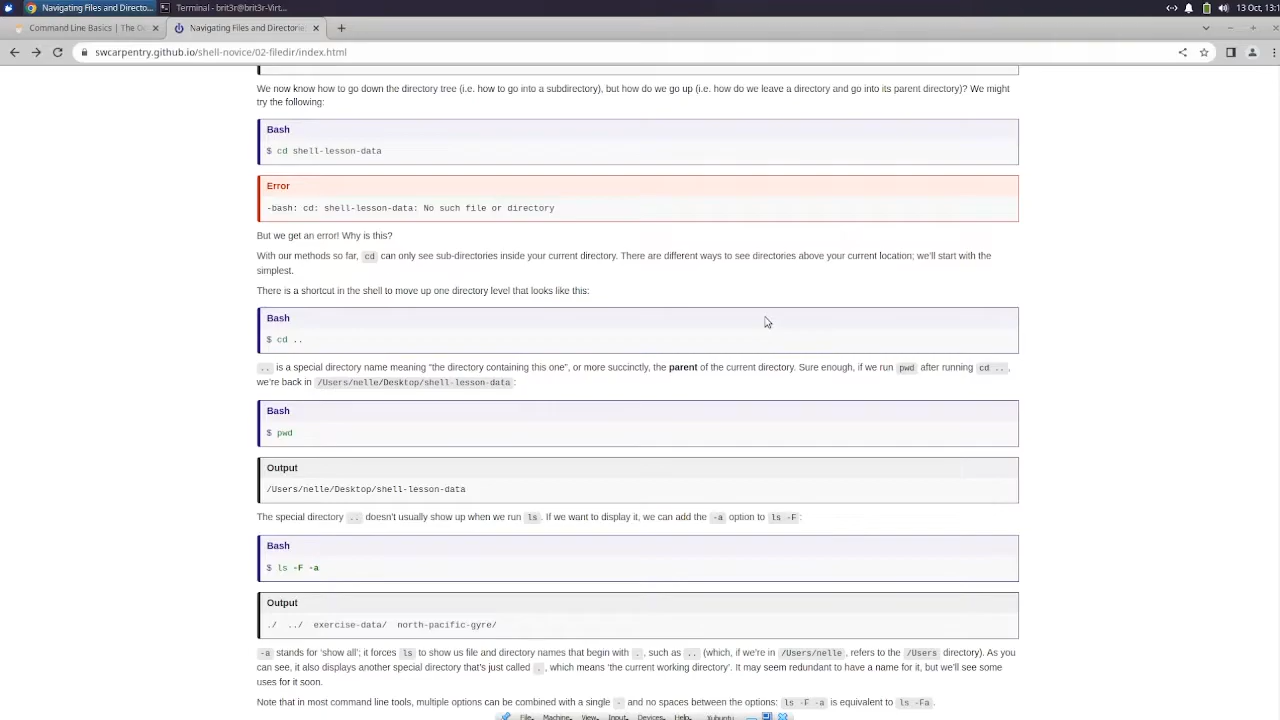 Navigating Files and Directo...
Terminal - brit3r@brit3r-Virt...
13 Oct, 13:1
Command Line Basics | The O
Navigating Files and Directorie
swcarpentry.github.io/shell-novice/02-filedir/index.html
We now know how to go down the directory tree (i.e. how to go into a subdirectory), but how do we go up (i.e. how do we leave a directory and go into its parent directory)? We might
try the following:
Bash
$ cd shell-lesson-data
Error
-bash: cd: shell-lesson-data: No such file or directory
But we get an error! Why is this?
With our methods so far, cd can only see sub-directories inside your current directory. There are different ways to see directories above your current location; we'll start with the
simplest.
There is a shortcut in the shell to move up one directory level that looks like this:
Bash
$ cd ..
.. is a special directory name meaning “the directory containing this one”, or more succinctly, the parent of the current directory. Sure enough, if we run pwd after running cd .. ,
we're back in /Users/nelle/Desktop/shell-lesson-data :
Bash
$ pwd
Output
/Users/nelle/Desktop/shell-lesson-data
The special directory .. doesn't usually show up when we run ls . If we want to display it, we can add the -a option to ls -F :
Bash
$ ls -F -a
Output
./  ../  exercise-data/  north-pacific-gyre/
-a stands for ‘show all’; it forces ls to show us file and directory names that begin with . , such as .. (which, if we're in /Users/nelle , refers to the /Users directory). As you
can see, it also displays another special directory that's just called . , which means ‘the current working directory’. It may seem redundant to have a name for it, but we'll see some
uses for it soon.
Note that in most command line tools, multiple options can be combined with a single - and no spaces between the options: ls -F -a is equivalent to ls -Fa .
File Machine View Input Devices Help Xubuntu